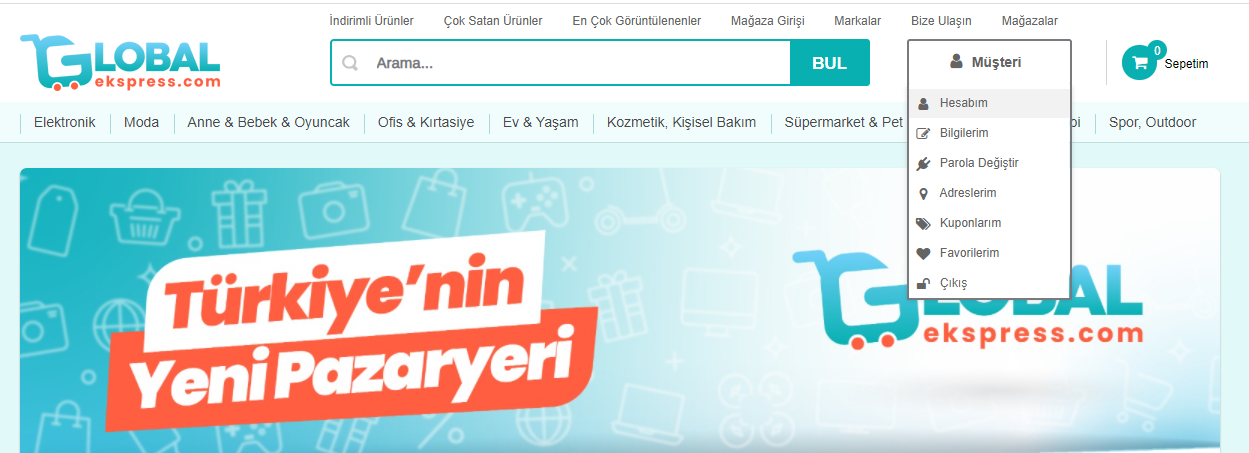 İndirimli Ürünler Çok Satan Ürünler En Çok Görüntülenenler Mağaza Girişi Markalar Bize Ulaşın Mağazalar
GLOBAL
ekspress.com
Arama...
BUL
Müşteri
0
Sepetim
Hesabım
Bilgilerim
Parola Değiştir
Adreslerim
Kuponlarım
Favorilerim
Çıkış
Elektronik Moda Anne & Bebek & Oyuncak Ofis & Kırtasiye Ev & Yaşam Kozmetik, Kişisel Bakım Süpermarket & Pet Spor, Outdoor
Türkiye'nin
Yeni Pazaryeri
GLOBAL
ekspress.com